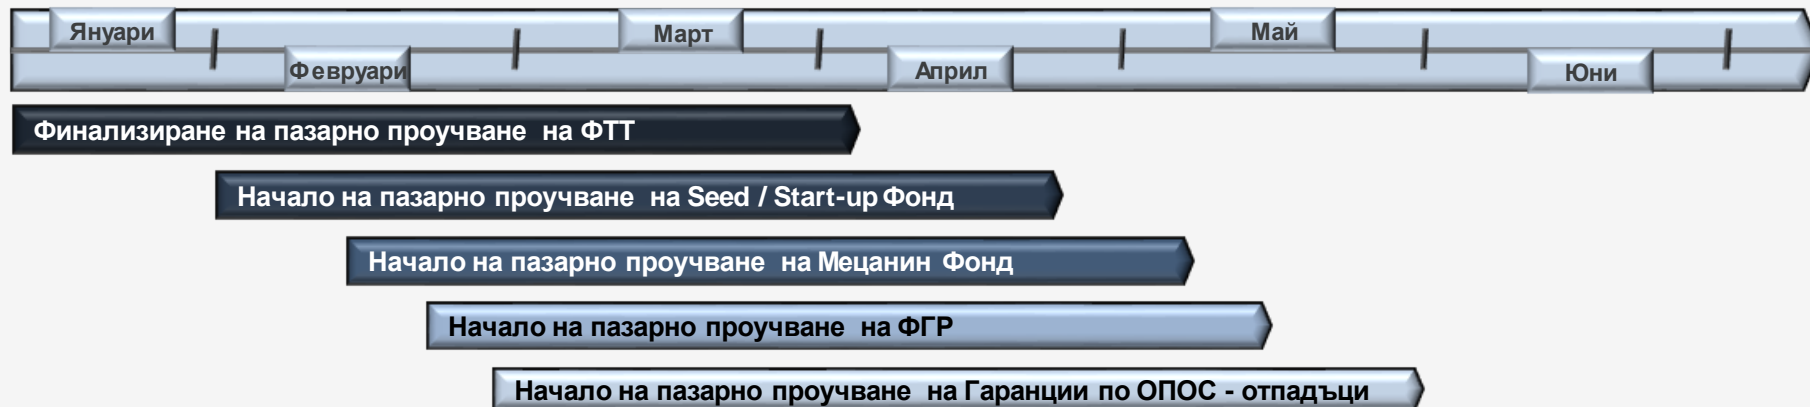 Януари
Февруари
Март
Април
Май
Юни
Финализиране на пазарно проучване на ФТТ
Начало на пазарно проучване на Seed / Start-up Фонд
Начало на пазарно проучване на Мецанин Фонд
Начало на пазарно проучване на ФГР
Начало на пазарно проучване на Гаранции по ОПОС - отпадъци